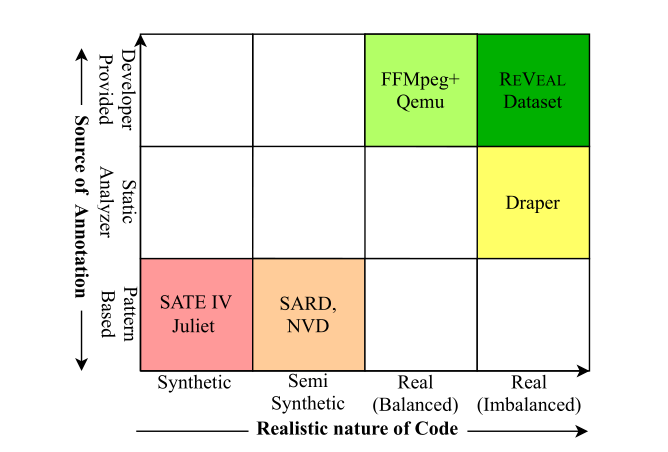 Source of Annotation
Developer
Provided
Static
Analyzer
Pattern
Based
FFMpeg+
Qemu
REVEAL
Dataset
Draper
SATE IV
Juliet
SARD,
NVD
Synthetic
Semi
Synthetic
Real
(Balanced)
Real
(Imbalanced)
Realistic nature of Code